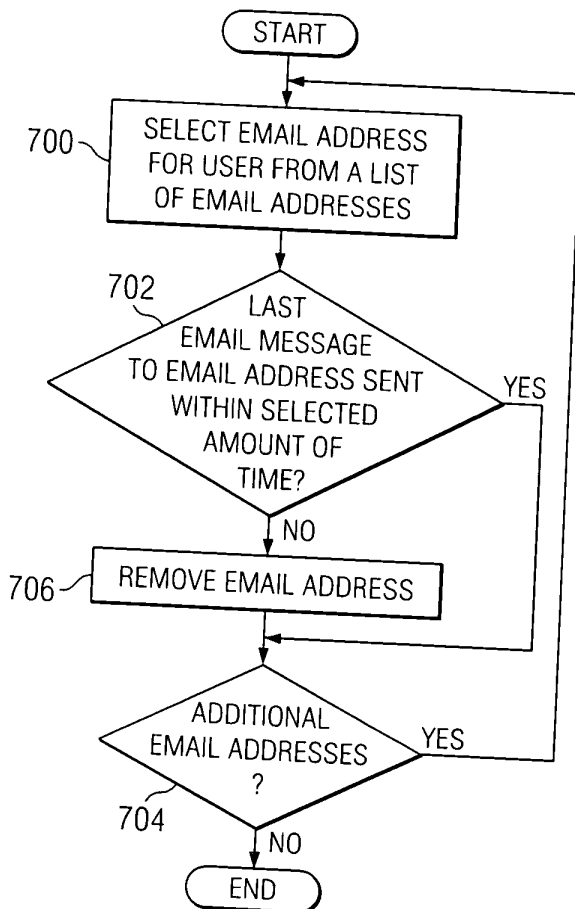 START
700
SELECT EMAIL ADDRESS
FOR USER FROM A LIST
OF EMAIL ADDRESSES
702
LAST
EMAIL MESSAGE
TO EMAIL ADDRESS SENT
WITHIN SELECTED
AMOUNT OF
TIME?
YES
NO
706
REMOVE EMAIL ADDRESS
ADDITIONAL
EMAIL ADDRESSES
?
YES
704
NO
END